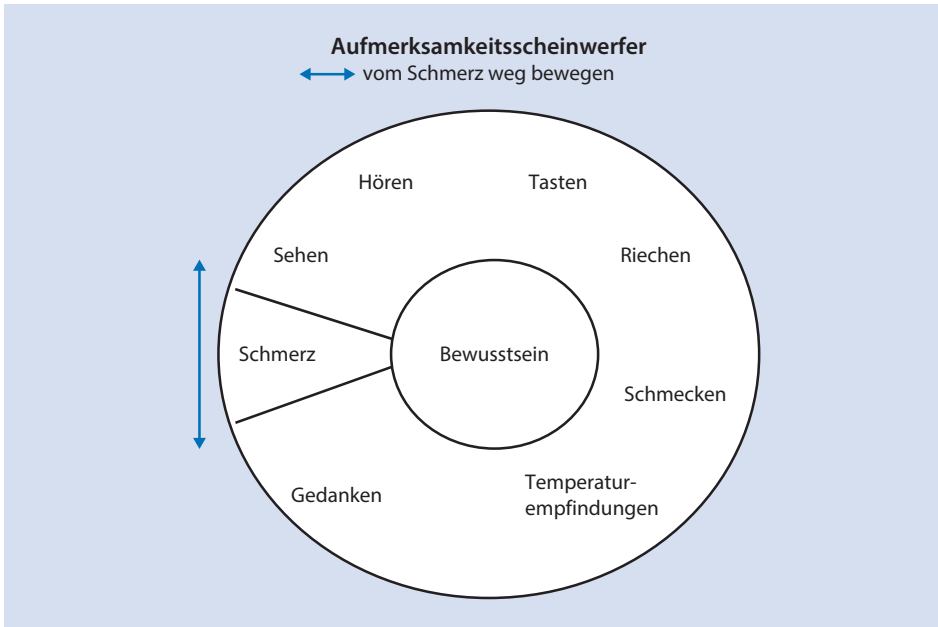 Aufmerksamkeitsscheinwerfer
vom Schmerz weg bewegen
Hören
Tasten
Sehen
Riechen
Schmerz
Bewusstsein
Schmecken
Gedanken
Temperatur-
empfindungen